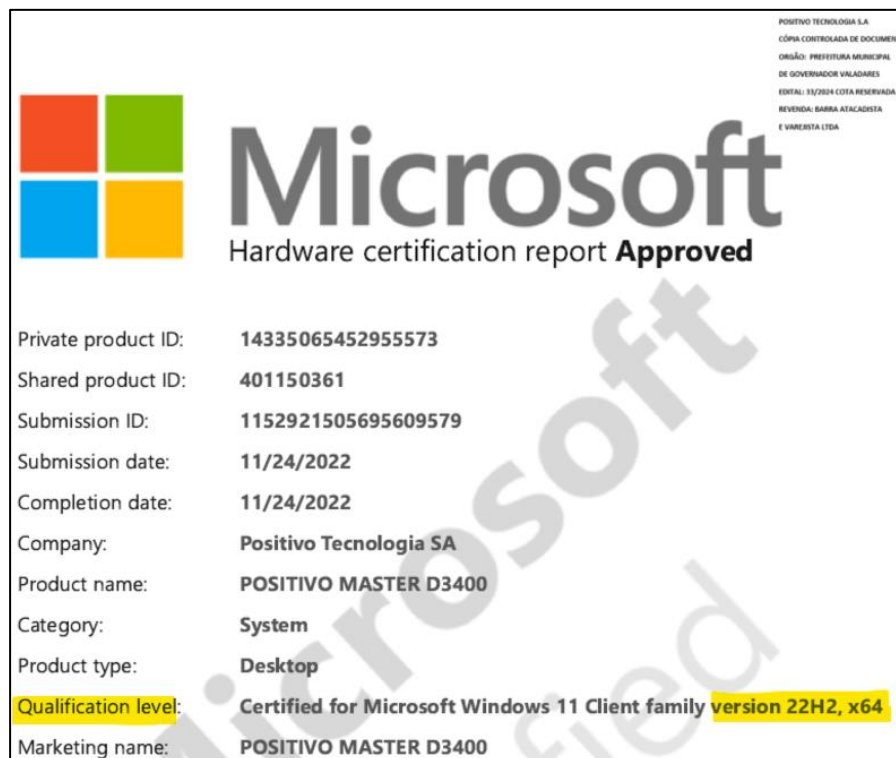 POSITIVO TECNOLOGIA S.A
CÓPIA CONTROLADA DE DOCUMEN
ORGÃO: PREFEITURA MUNICIPAL
DE GOVERNADOR VALADARES
EDITAL: 33/2024 COTA RESERVADA
REVENDA: BARRA ATACADISTA
E VAREJISTA LTDA
Microsoft
Hardware certification report Approved
Private product ID: 14335065452955573
Shared product ID: 401150361
Submission ID: 1152921505695609579
Submission date: 11/24/2022
Completion date: 11/24/2022
Company: Positivo Tecnologia SA
Product name: POSITIVO MASTER D3400
Category: System
Product type: Desktop
Qualification level: Certified for Microsoft Windows 11 Client family version 22H2, x64
Marketing name: POSITIVO MASTER D3400
Microsoft